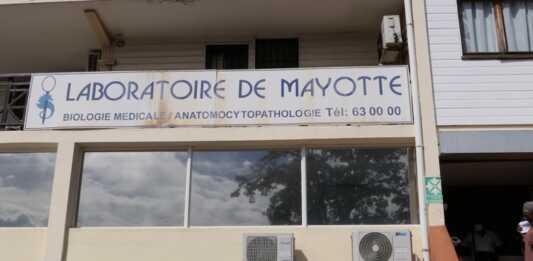 LABORATOIRE DE MAYOTTE
BIOLOGIE MEDICALE / ANATOMOCYTOPATHOLOGIE Tél: 63 00 00